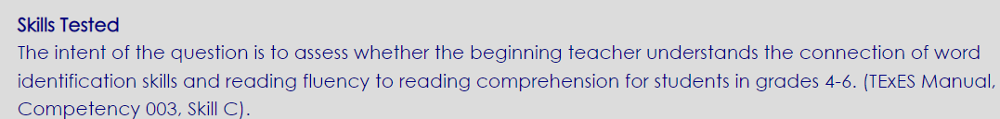 Skills Tested
The intent of the question is to assess whether the beginning teacher understands the connection of word
identification skills and reading fluency to reading comprehension for students in grades 4-6. (TExES Manual,
Competency 003, Skill C).